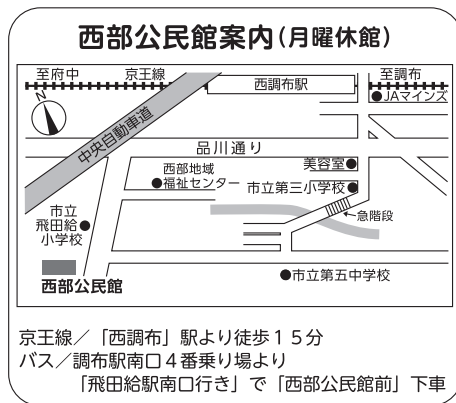 西部公民館案内(月曜休館)
至府中
京王線
西調布駅
至調布
●JAマインズ
N
中央自動車道
品川通り
美容室●
西部地域
●福祉センター
市立第三小学校●
市立
飛田給●
小学校
急階段
西部公民館
●市立第五中学校
京王線/「西調布」駅より徒歩15分
バス/調布駅南口4番乗り場より
「飛田給駅南口行き」で「西部公民館前」下車